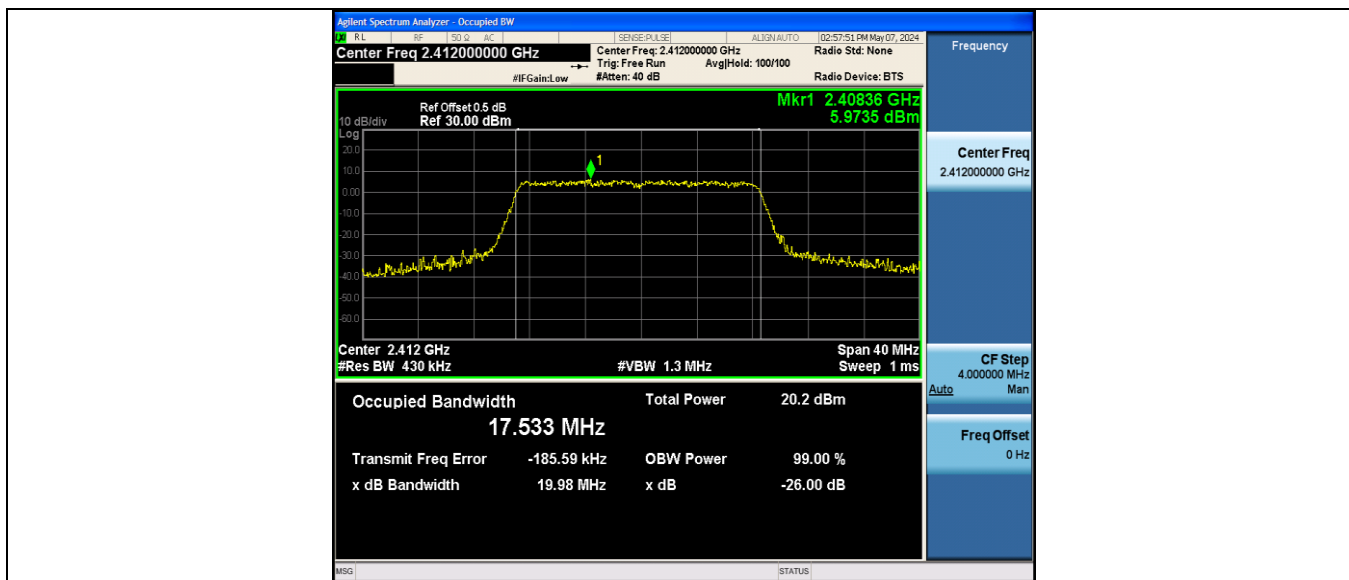 Agilent Spectrum Analyzer - Occupied BW
LXI RL RF 50 Ω AC SENSE:PULSE ALIGN AUTO 02:57:51 PM May 07, 2024
Center Freq 2.412000000 GHz
Center Freq: 2.412000000 GHz Radio Std: None
Trig: Free Run Avg|Hold: 100/100
#IFGain:Low #Atten: 40 dB Radio Device: BTS
Frequency
Mkr1 2.40836 GHz
5.9735 dBm
Ref Offset 0.5 dB
10 dB/div Ref 30.00 dBm
Log
20.0
10.0
0.00
-10.0
-20.0
-30.0
-40.0
-50.0
-60.0
1
Center 2.412 GHz Span 40 MHz
#Res BW 430 kHz #VBW 1.3 MHz Sweep 1 ms
Occupied Bandwidth Total Power 20.2 dBm
17.533 MHz
Transmit Freq Error -185.59 kHz OBW Power 99.00 %
x dB Bandwidth 19.98 MHz x dB -26.00 dB
Center Freq
2.412000000 GHz
CF Step
4.000000 MHz
Auto Man
Freq Offset
0 Hz
MSG STATUS